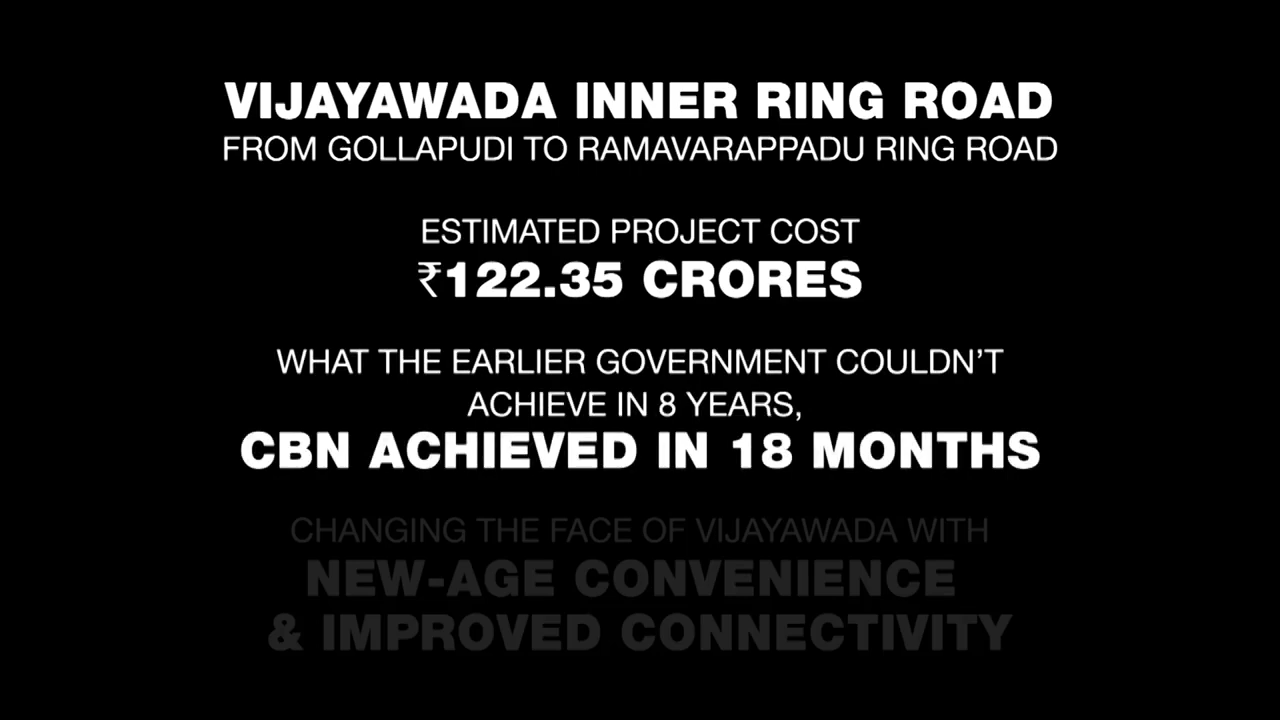 VIJAYAWADA INNER RING ROAD
FROM GOLLAPUDI TO RAMAVARAPPADU RING ROAD
ESTIMATED PROJECT COST
₹122.35 CRORES
WHAT THE EARLIER GOVERNMENT COULDN’T
ACHIEVE IN 8 YEARS,
CBN ACHIEVED IN 18 MONTHS
CHANGING THE FACE OF VIJAYAWADA WITH
NEW-AGE CONVENIENCE
& IMPROVED CONNECTIVITY